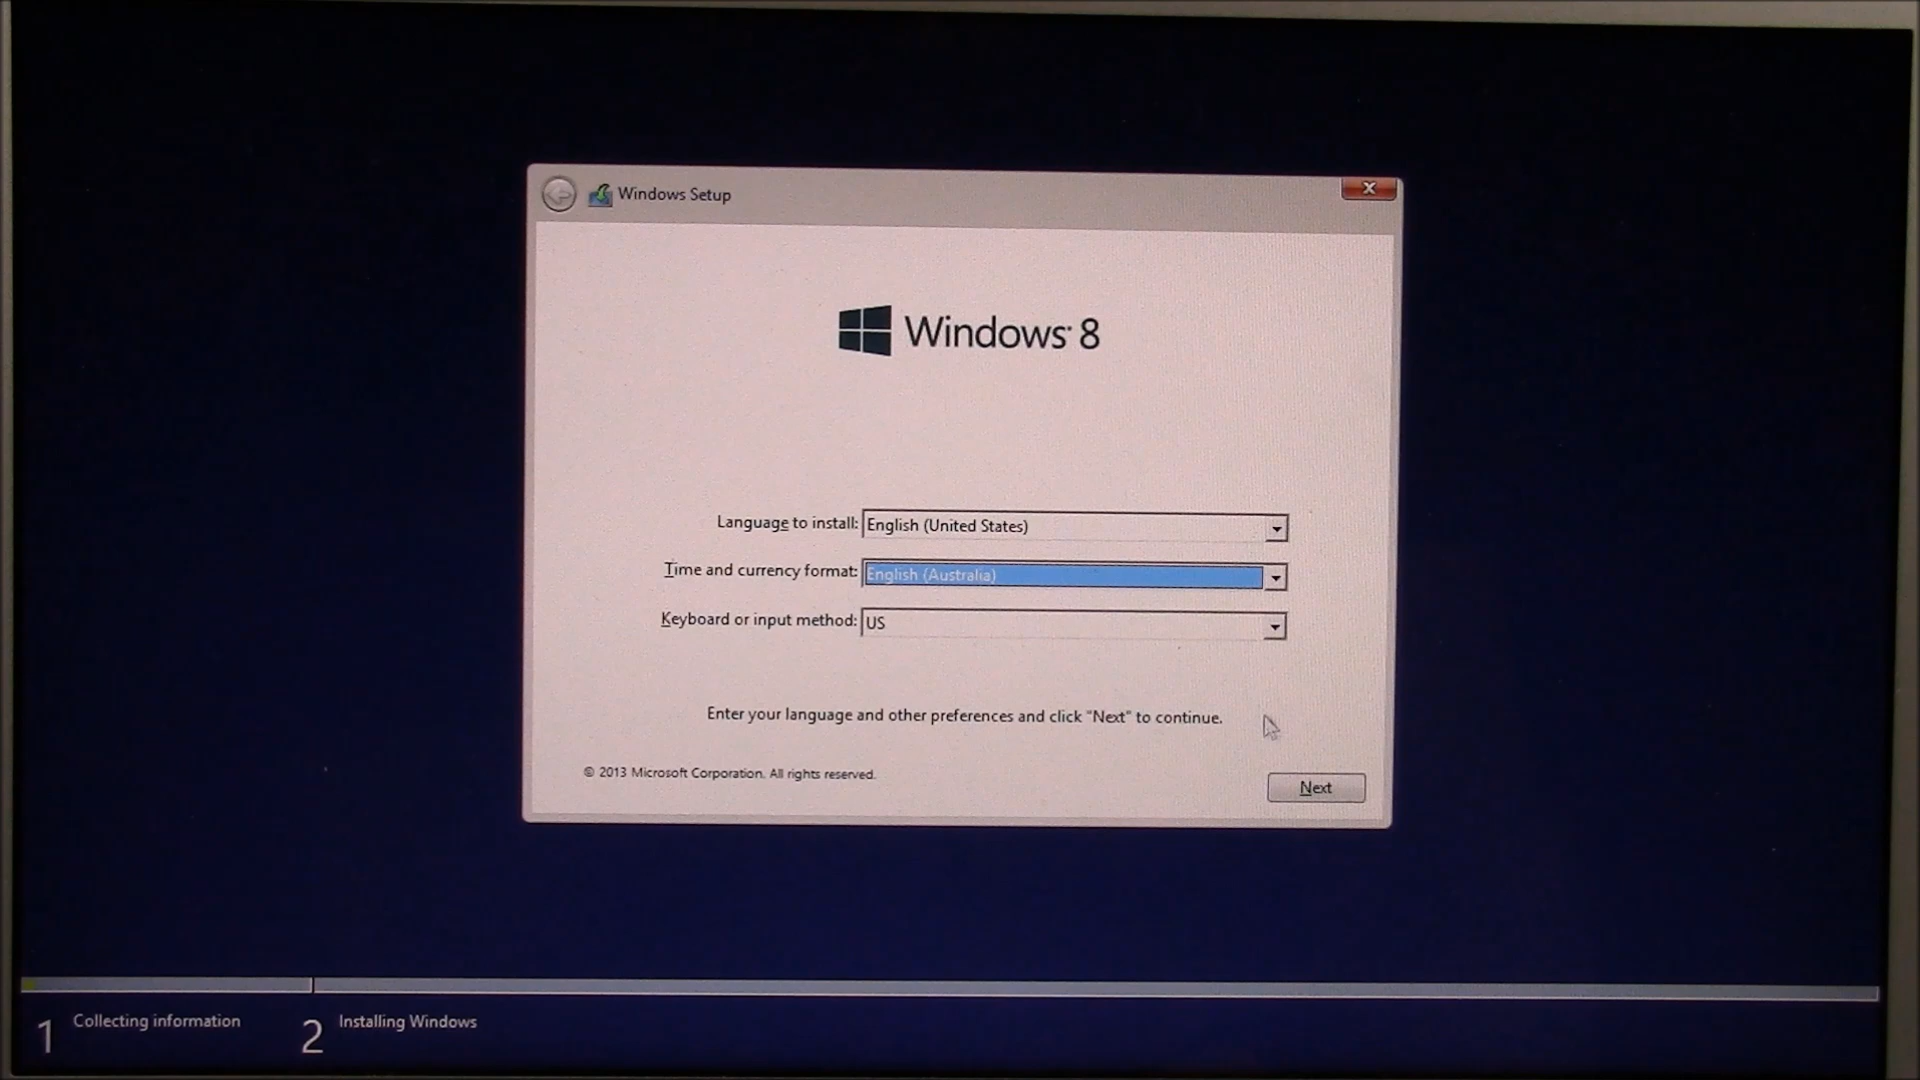 Windows Setup
Windows 8
Language to install: English (United States)
Time and currency format: English (Australia)
Keyboard or input method: US
Enter your language and other preferences and click "Next" to continue.
© 2013 Microsoft Corporation. All rights reserved.
Next
1 Collecting information
2 Installing Windows